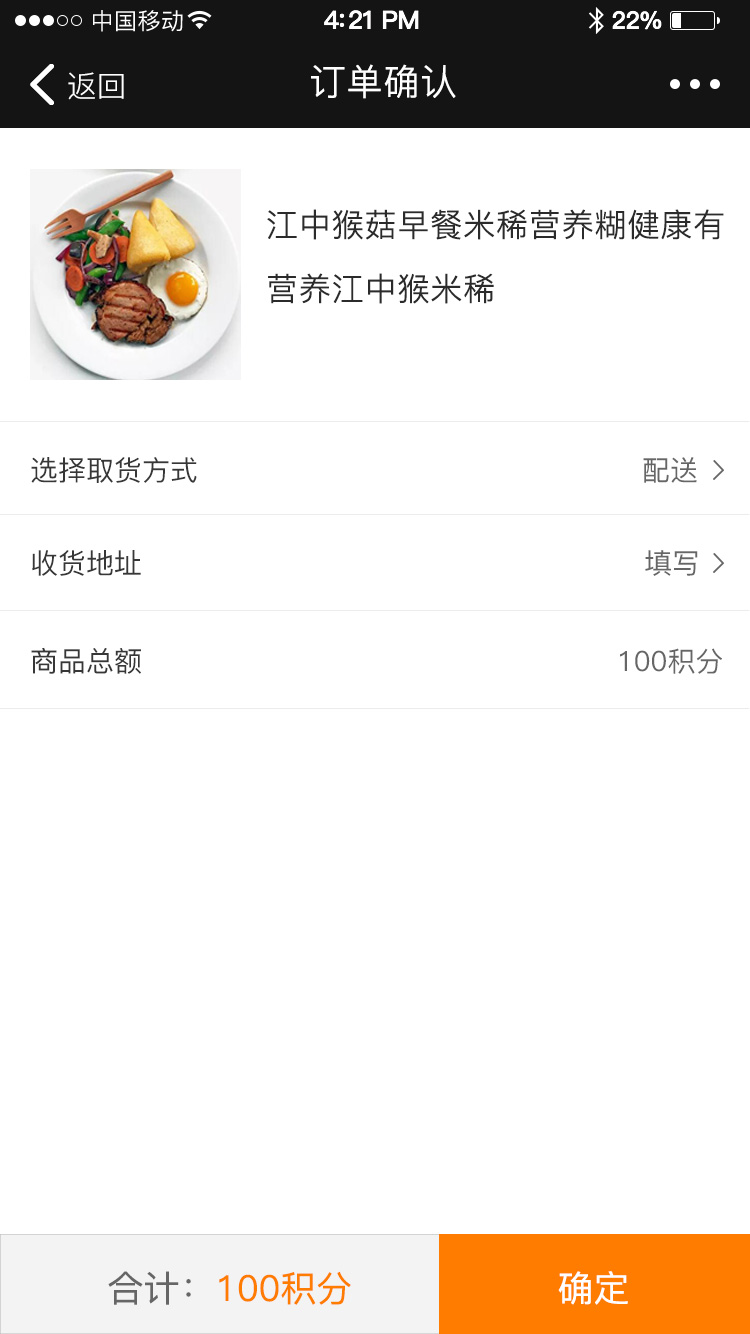 中国移动 4:21 PM 22%
返回 订单确认
江中猴菇早餐米稀营养糊健康有
营养江中猴米稀
选择取货方式 配送
收货地址 填写
商品总额 100积分
合计：100积分 确定